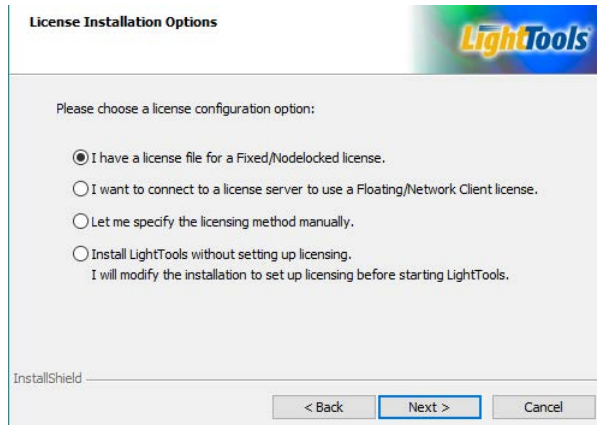 License Installation Options
LightTools
Please choose a license configuration option:
I have a license file for a Fixed/Nodelocked license.
I want to connect to a license server to use a Floating/Network Client license.
Let me specify the licensing method manually.
Install LightTools without setting up licensing.
I will modify the installation to set up licensing before starting LightTools.
InstallShield
< Back Next > Cancel